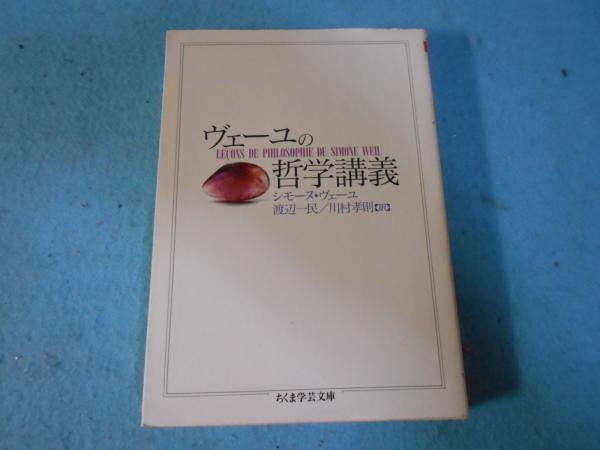 ヴェーユの
LEÇONS DE PHILOSOPHIE DE SIMONE WEIL
哲学講義
シモーヌ・ヴェーユ
渡辺一民/川村孝則【訳】
ちくま学芸文庫